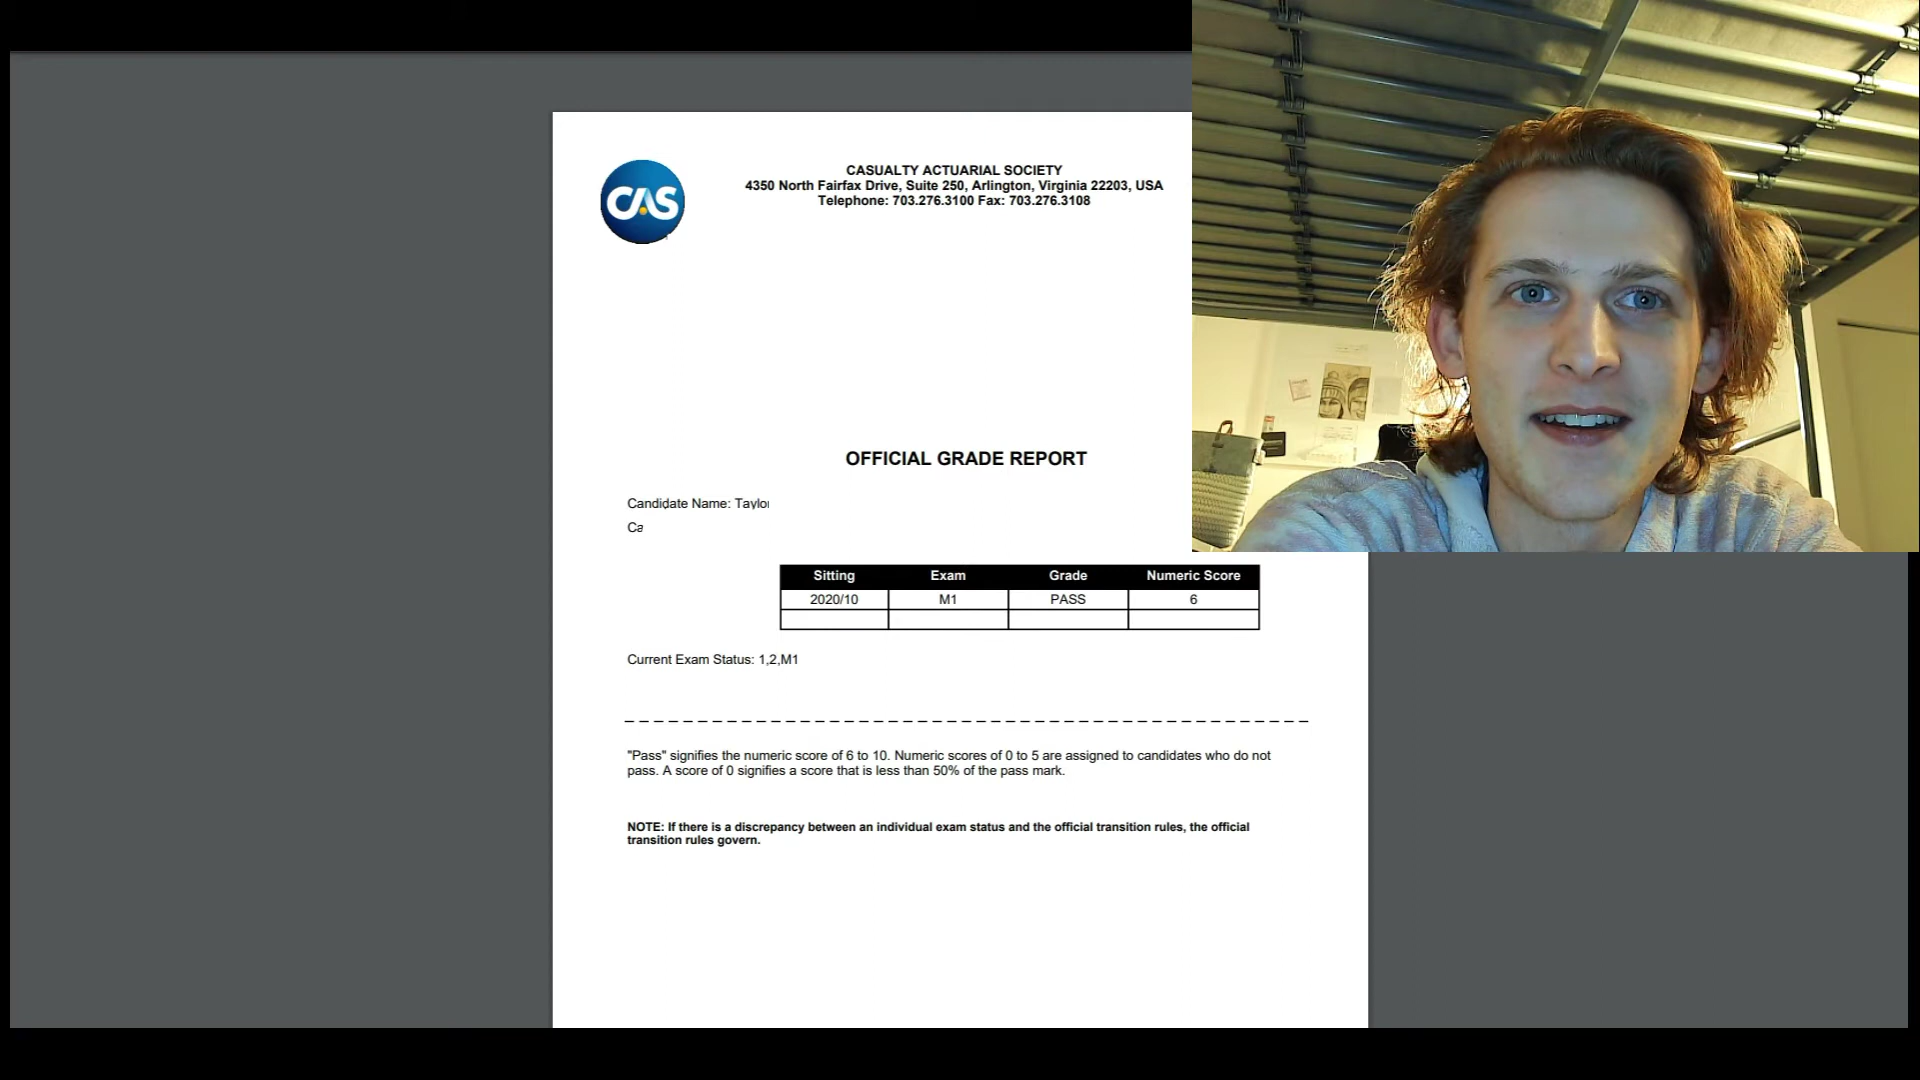 CAS
CASUALTY ACTUARIAL SOCIETY
4350 North Fairfax Drive, Suite 250, Arlington, Virginia 22203, USA
Telephone: 703.276.3100 Fax: 703.276.3108
OFFICIAL GRADE REPORT
Candidate Name: Taylor
Ca
Sitting Exam Grade Numeric Score
2020/10 M1 PASS 6
Current Exam Status: 1,2,M1
"Pass" signifies the numeric score of 6 to 10. Numeric scores of 0 to 5 are assigned to candidates who do not
pass. A score of 0 signifies a score that is less than 50% of the pass mark.
NOTE: If there is a discrepancy between an individual exam status and the official transition rules, the official
transition rules govern.